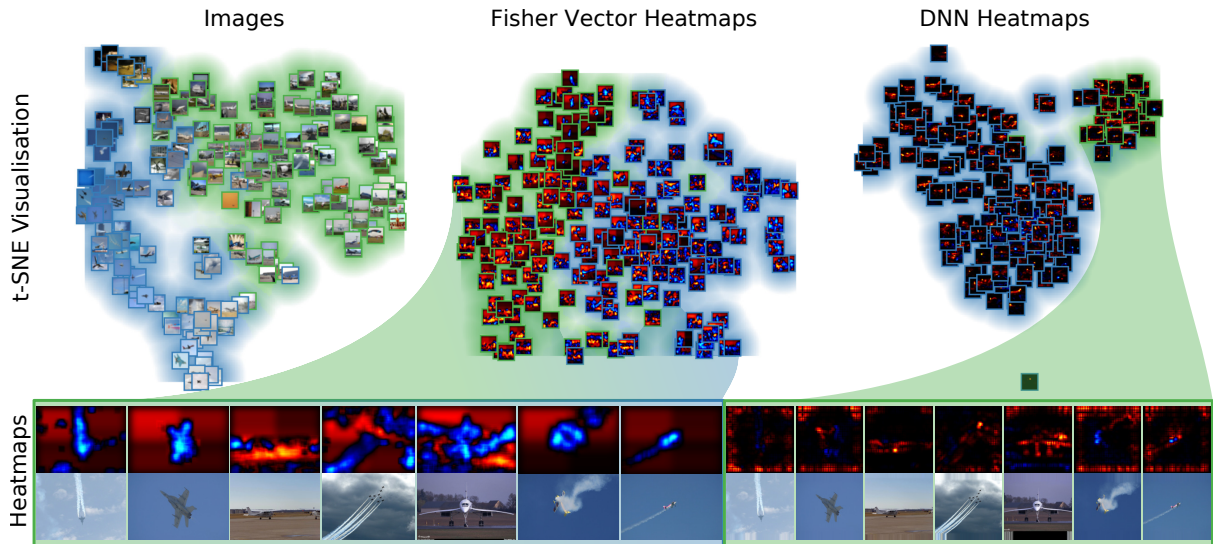 Images
Fisher Vector Heatmaps
DNN Heatmaps
t-SNE Visualisation
Heatmaps